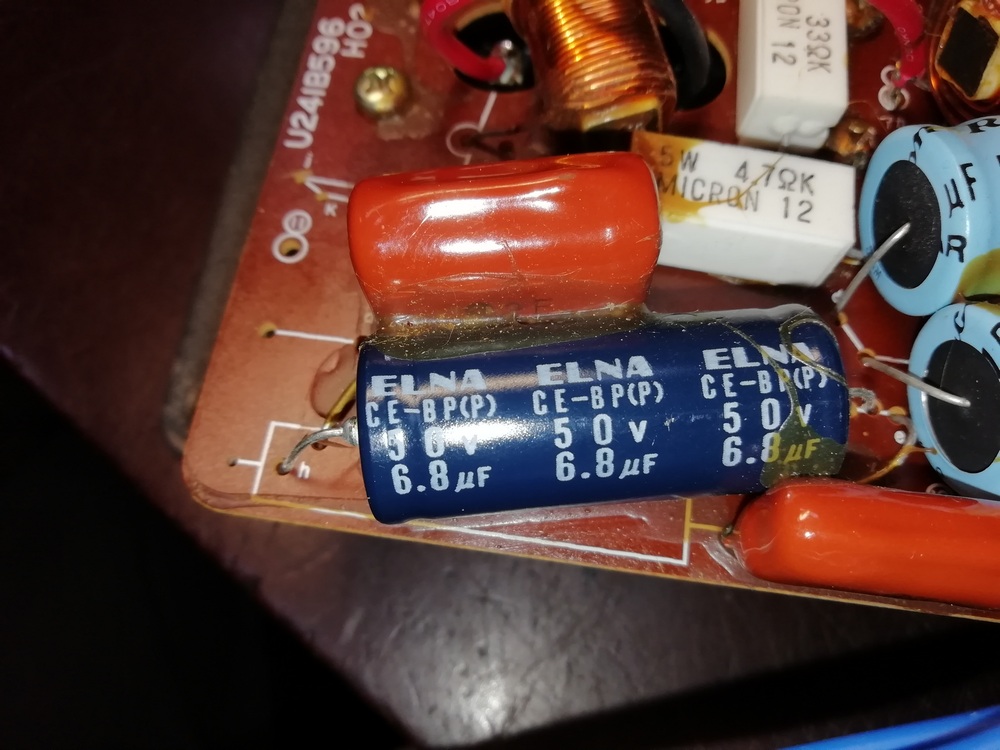 U241B596
HO2
33ΩK
ON 12
5W 4.7ΩK
MICRON 12
μF
R
ELNA ELNA ELNA
CE-BP(P) CE-BP(P) CE-BP(P)
50V 50V 50V
6.8μF 6.8μF 6.8μF